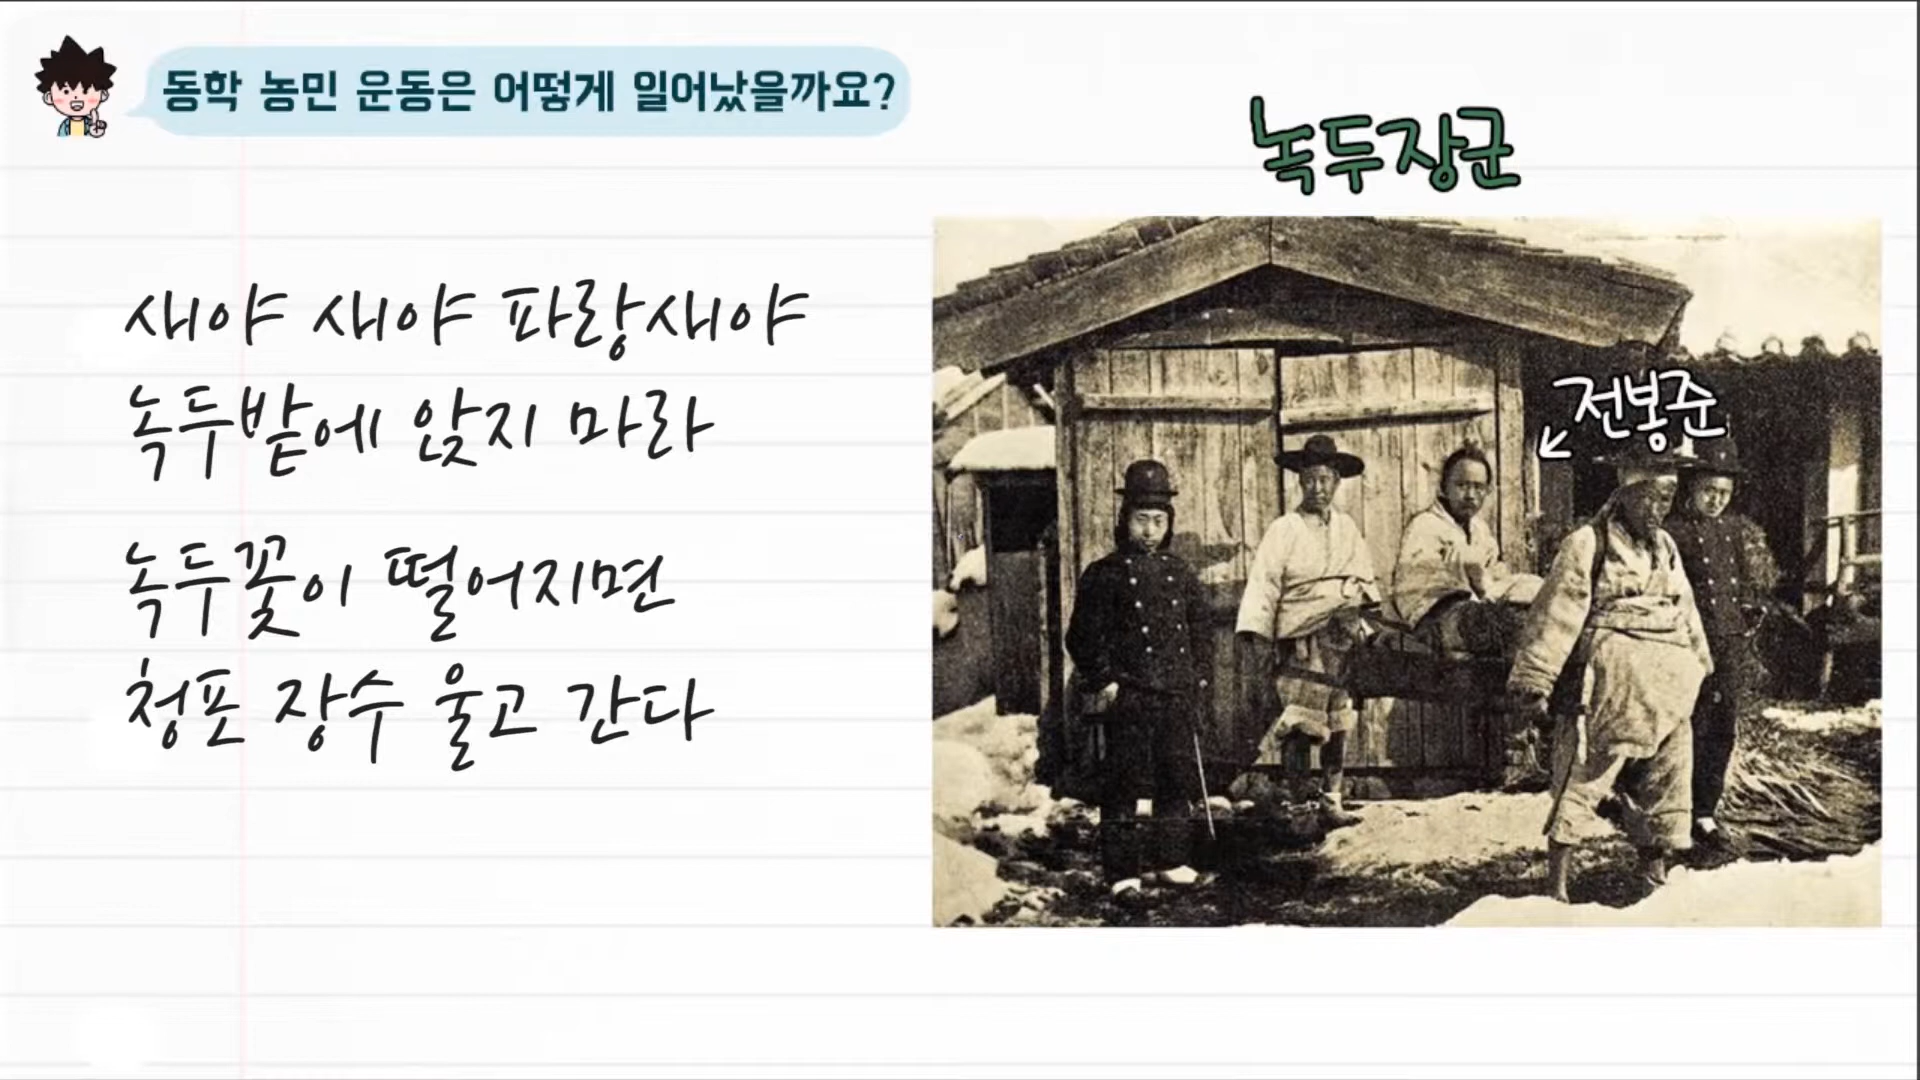 동학 농민 운동은 어떻게 일어났을까요?
녹두장군
새야 새야 파랑새야
녹두밭에 앉지 마라
녹두꽃이 떨어지면
청포 장수 울고 간다
전봉준